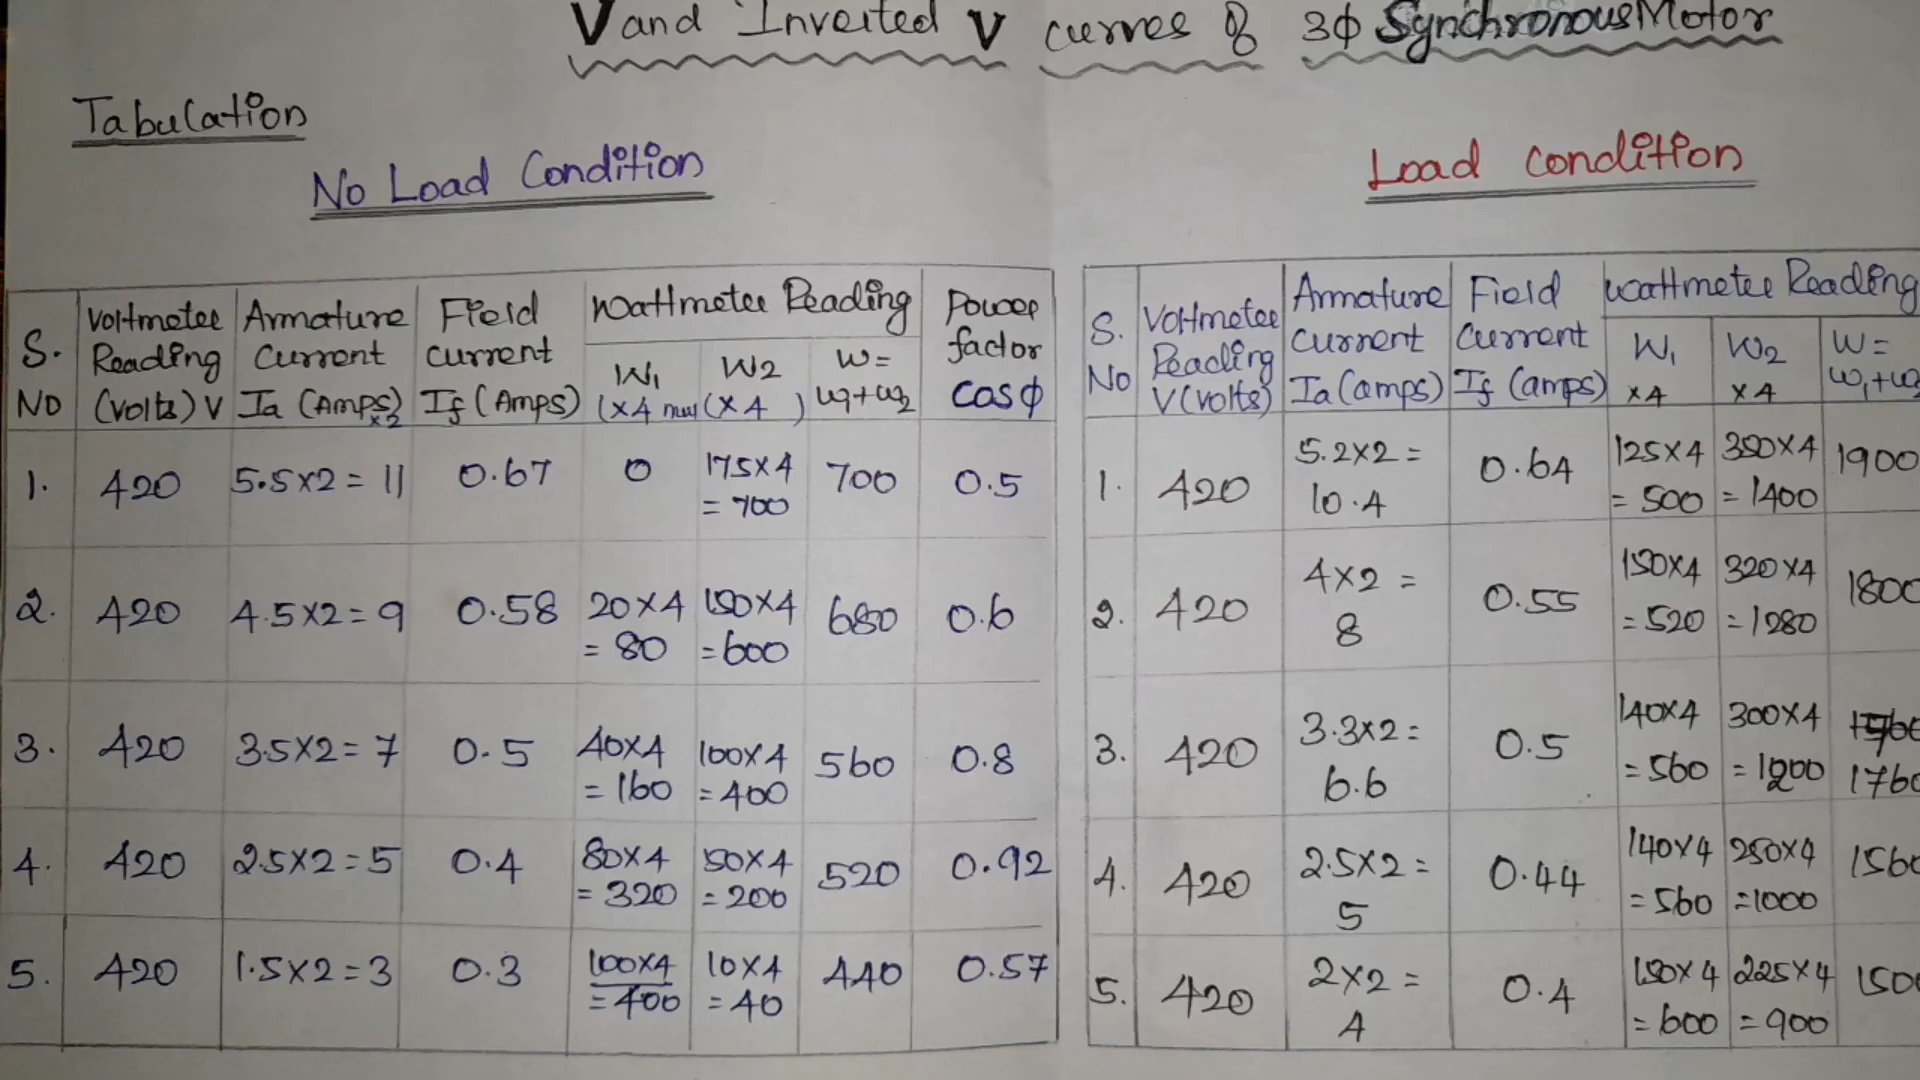 V and Inverted V curves of 3ϕ Synchronous Motor
Tabulation
No Load Condition
S. NO | Voltmeter Reading (Volts) V | Armature Current Ia (Amps) x2 | Field current If (Amps) | Wattmeter Reading | Power factor cosϕ
W1 (x4 | W2 (x4 ) | W= W1+W2
1. | 420 | 5.5x2=11 | 0.67 | 0 | 175x4 =700 | 700 | 0.5
2. | 420 | 4.5x2=9 | 0.58 | 20x4 =80 | 150x4 =600 | 680 | 0.6
3. | 420 | 3.5x2=7 | 0.5 | 40x4 =160 | 100x4 =400 | 560 | 0.8
4. | 420 | 2.5x2=5 | 0.4 | 80x4 =320 | 50x4 =200 | 520 | 0.92
5. | 420 | 1.5x2=3 | 0.3 | 100x4 =400 | 10x4 =40 | 440 | 0.57
Load condition
S. No | Voltmeter Reading V(volts) | Armature Current Ia (amps) | Field Current If (amps) | Wattmeter Reading
W1 x4 | W2 x4 | W= W1+W2
1. | 420 | 5.2x2= 10.4 | 0.64 | 125x4 =500 | 350x4 =1400 | 1900
2. | 420 | 4x2= 8 | 0.55 | 130x4 =520 | 320x4 =1280 | 1800
3. | 420 | 3.3x2= 6.6 | 0.5 | 140x4 =560 | 300x4 =1200 | 1760
4. | 420 | 2.5x2= 5 | 0.44 | 140x4 =560 | 250x4 =1000 | 1560
5. | 420 | 2x2= 4 | 0.4 | 150x4 =600 | 225x4 =900 | 1500